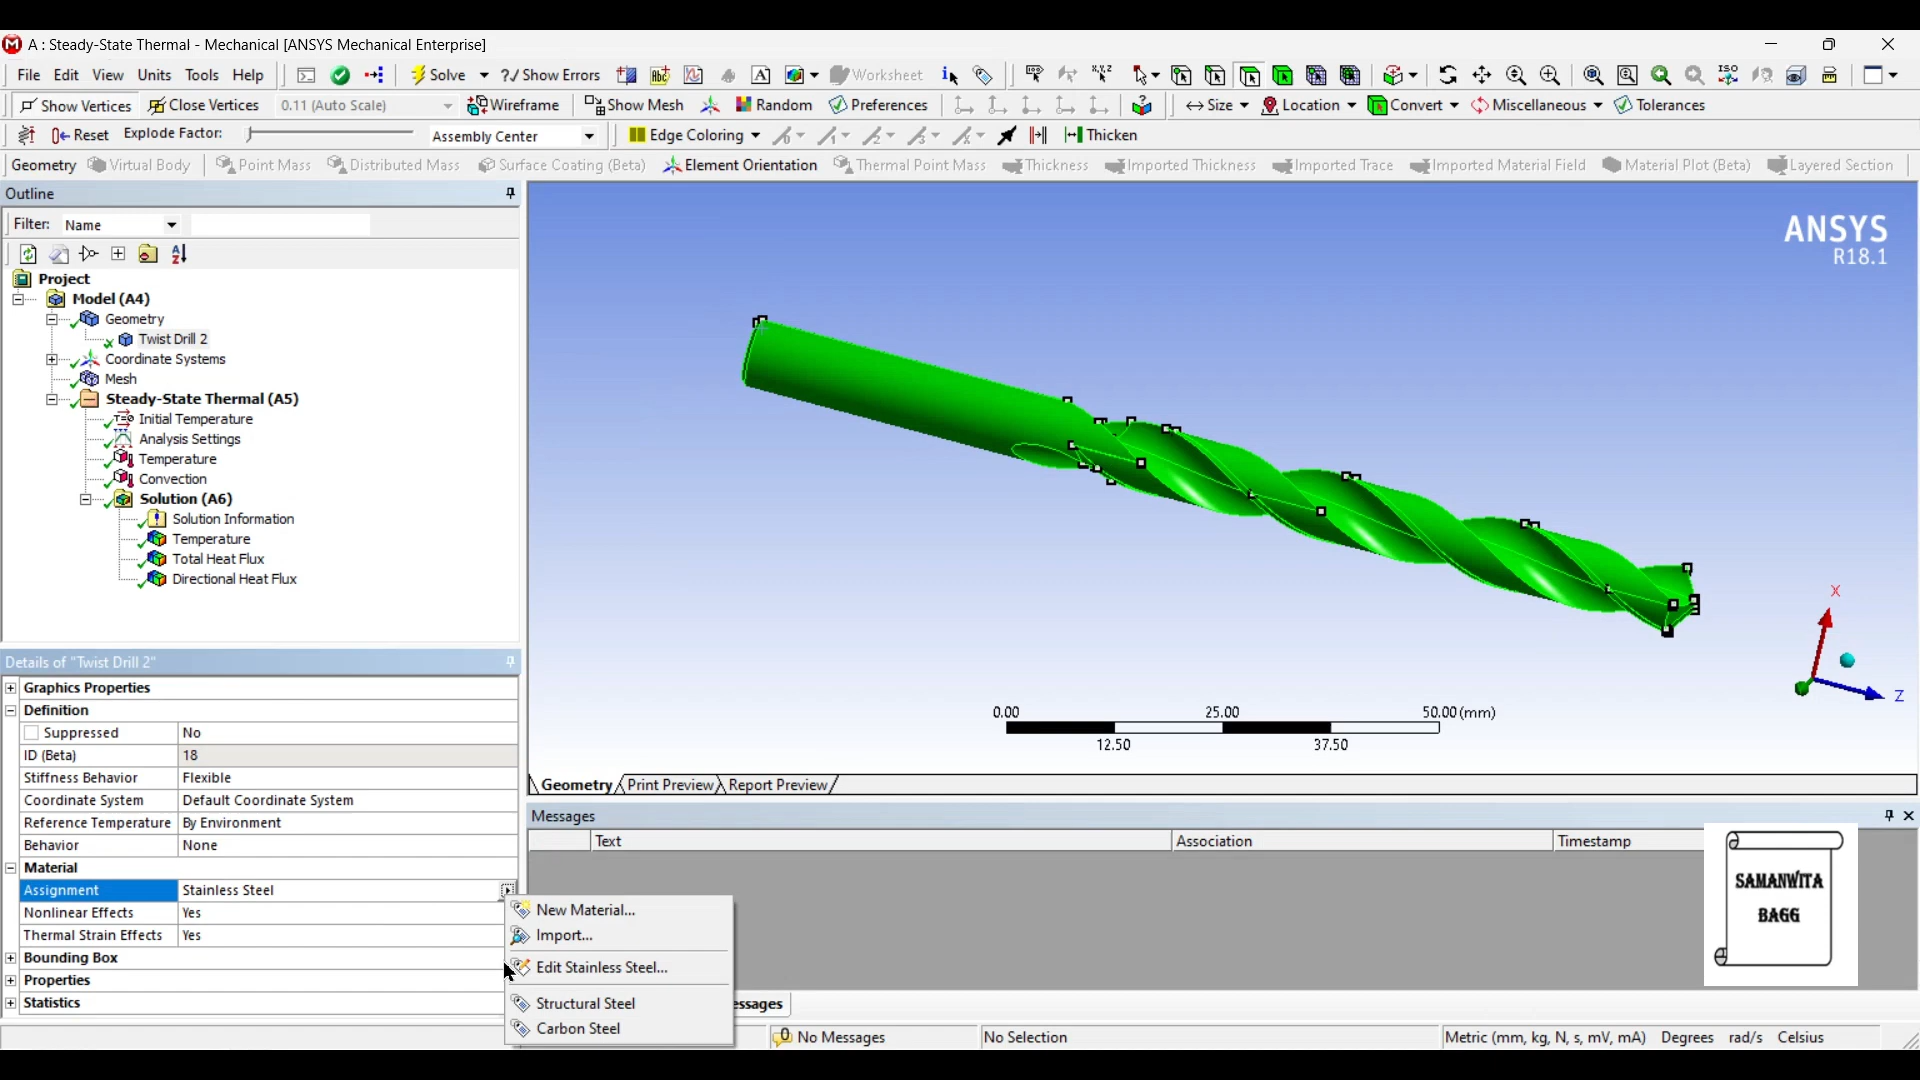 A : Steady-State Thermal - Mechanical [ANSYS Mechanical Enterprise]
File Edit View Units Tools Help Solve ?/ Show Errors Worksheet
Show Vertices Close Vertices 0.11 (Auto Scale) Wireframe Show Mesh Random Preferences Size Location Convert Miscellaneous Tolerances
Reset Explode Factor: Assembly Center Edge Coloring Thicken
Geometry Virtual Body Point Mass Distributed Mass Surface Coating (Beta) Element Orientation Thermal Point Mass Thickness Imported Thickness Imported Trace Imported Material Field Material Plot (Beta) Layered Section
Outline
Filter: Name
Project
Model (A4)
Geometry
Twist Drill 2
Coordinate Systems
Mesh
Steady-State Thermal (A5)
Initial Temperature
Analysis Settings
Temperature
Convection
Solution (A6)
Solution Information
Temperature
Total Heat Flux
Directional Heat Flux
Details of "Twist Drill 2"
Graphics Properties
Definition
Suppressed No
ID (Beta) 18
Stiffness Behavior Flexible
Coordinate System Default Coordinate System
Reference Temperature By Environment
Behavior None
Material
Assignment Stainless Steel
Nonlinear Effects Yes
Thermal Strain Effects Yes
Bounding Box
Properties
Statistics
New Material...
Import...
Edit Stainless Steel...
Structural Steel
Carbon Steel
ANSYS
R18.1
X
Z
0.00 25.00 50.00 (mm)
12.50 37.50
Geometry Print Preview Report Preview
Messages
Text Association Timestamp
SAMANWITA
BAGG
essages
No Messages No Selection Metric (mm, kg, N, s, mV, mA) Degrees rad/s Celsius